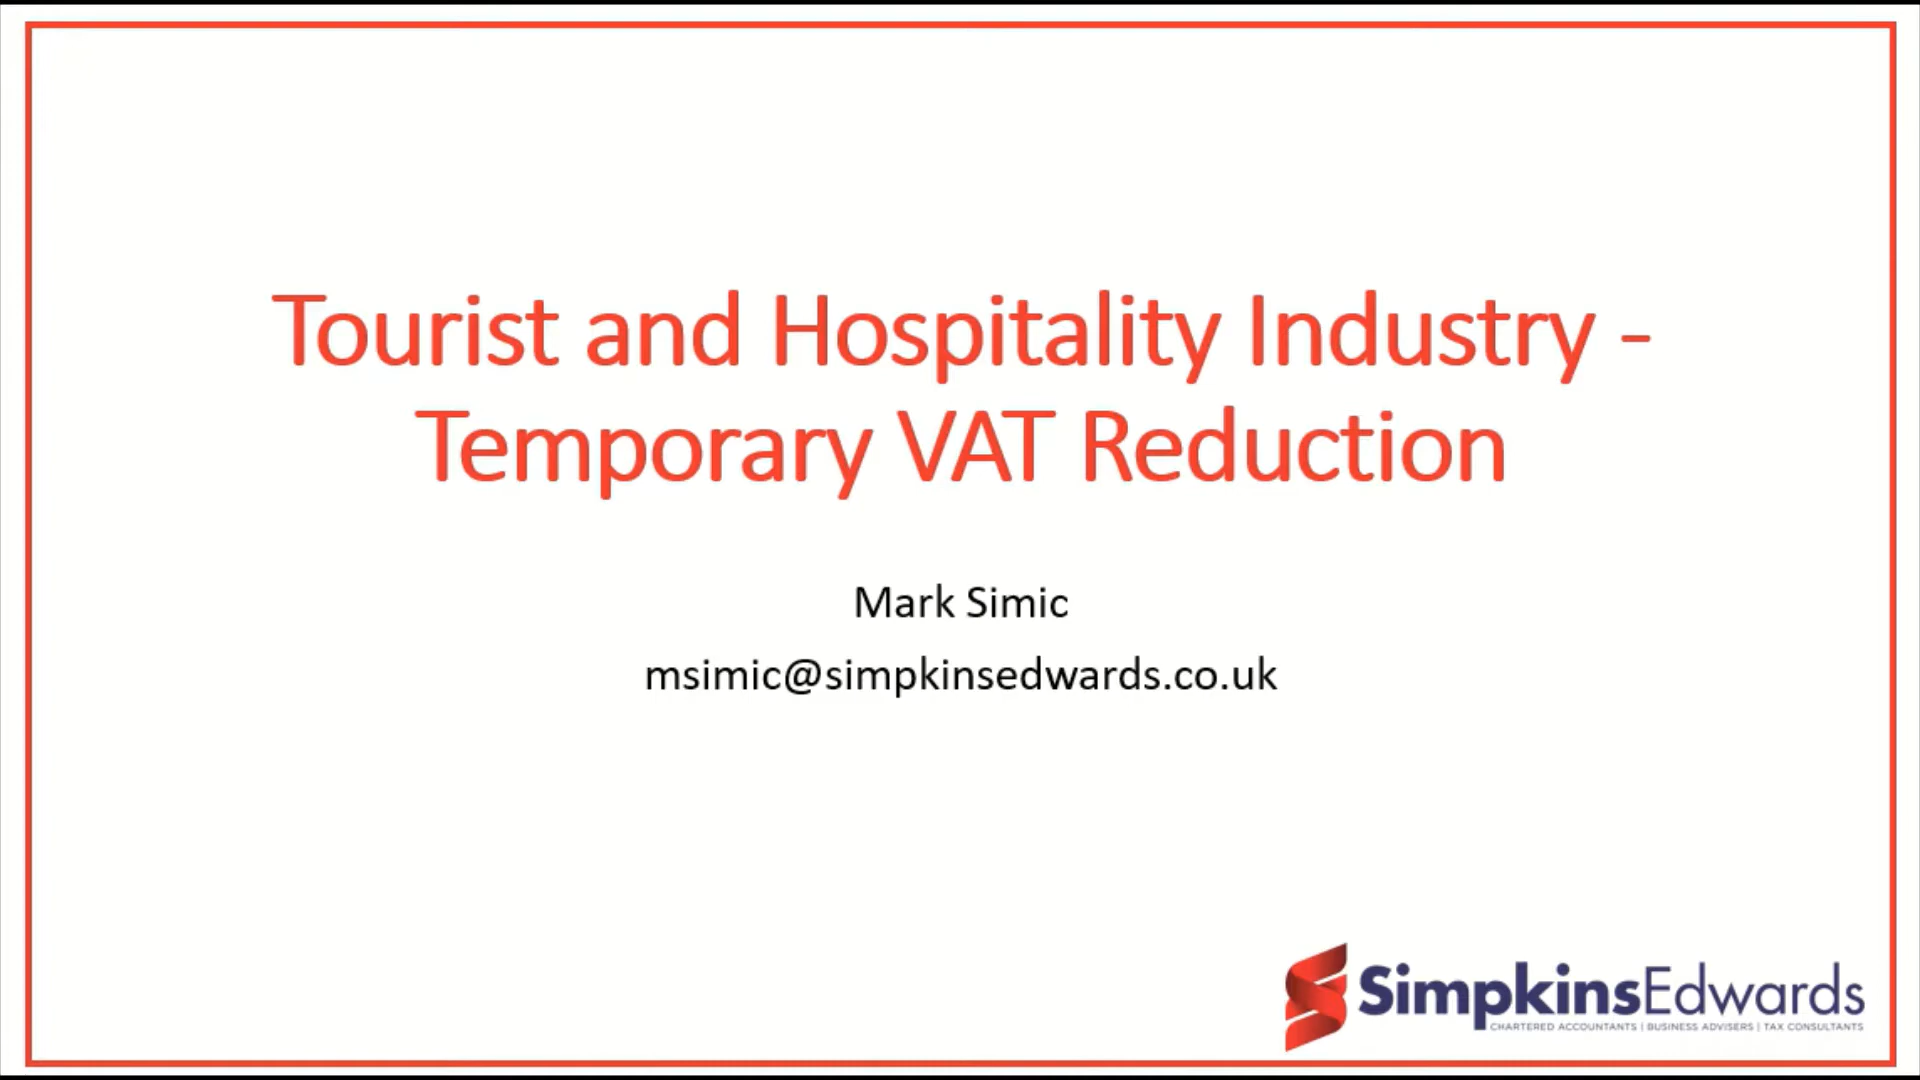 Tourist and Hospitality Industry -
Temporary VAT Reduction
Mark Simic
msimic@simpkinsedwards.co.uk
SimpkinsEdwards
CHARTERED ACCOUNTANTS | BUSINESS ADVISERS | TAX CONSULTANTS